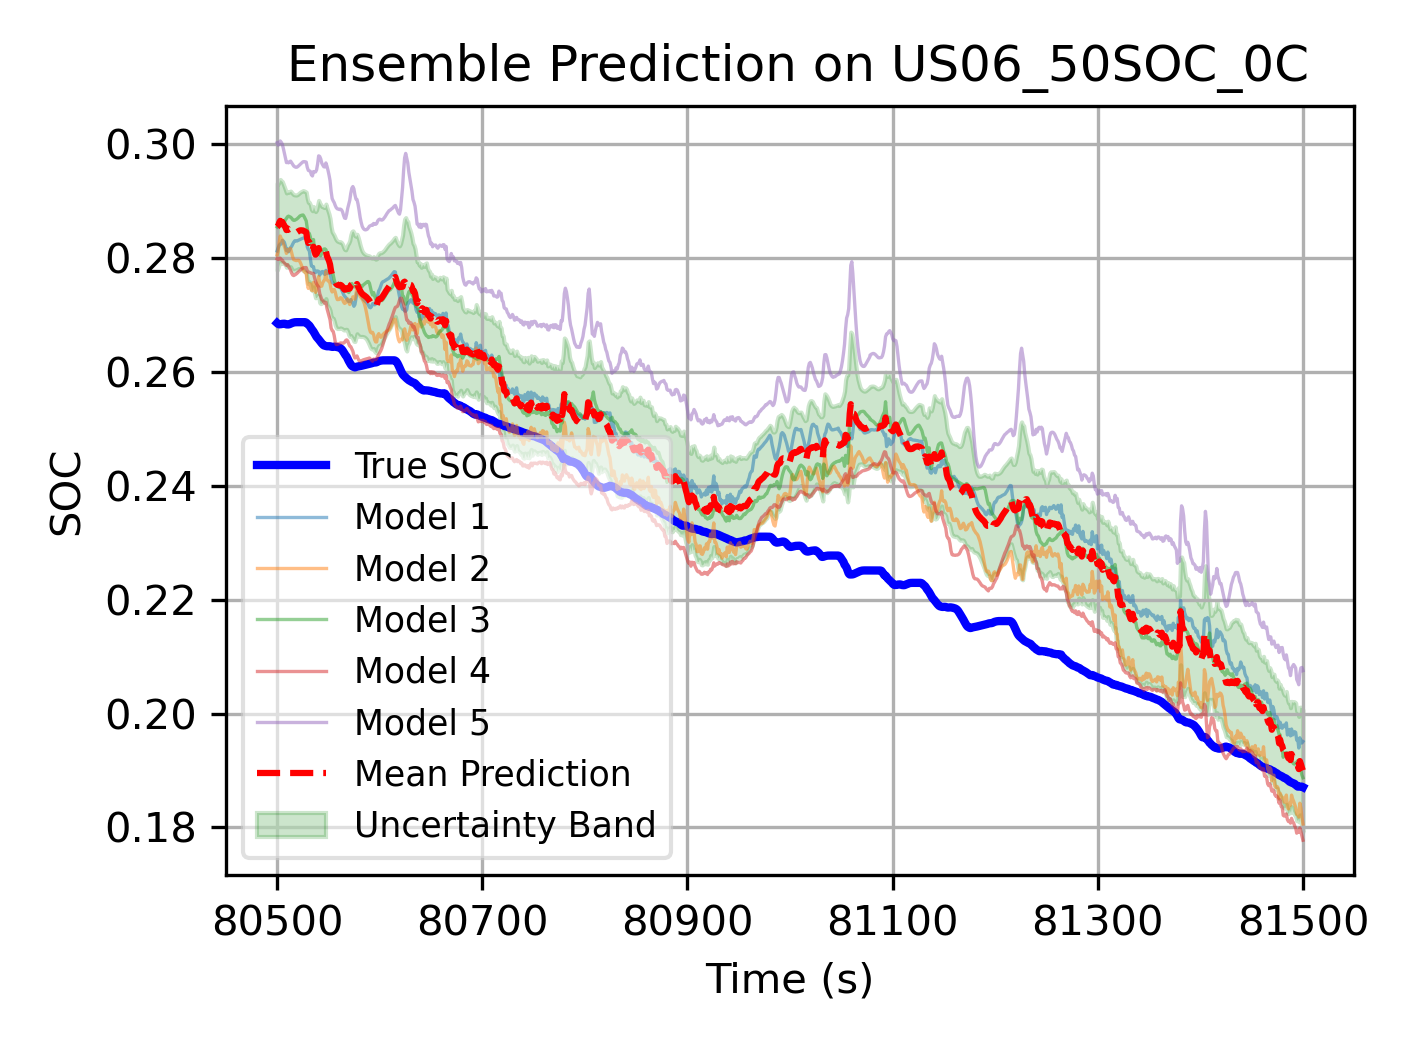 Ensemble Prediction on US06_50SOC_0C
SOC
0.30
0.28
0.26
0.24
0.22
0.20
0.18
True SOC
Model 1
Model 2
Model 3
Model 4
Model 5
Mean Prediction
Uncertainty Band
80500 80700 80900 81100 81300 81500
Time (s)